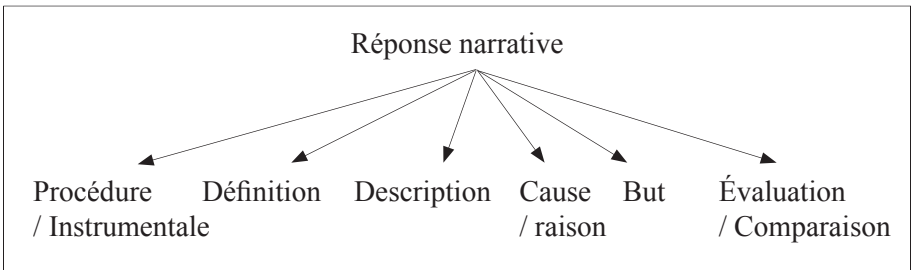 Réponse narrative
Procédure Définition Description Cause But Évaluation
/ Instrumentale / raison / Comparaison